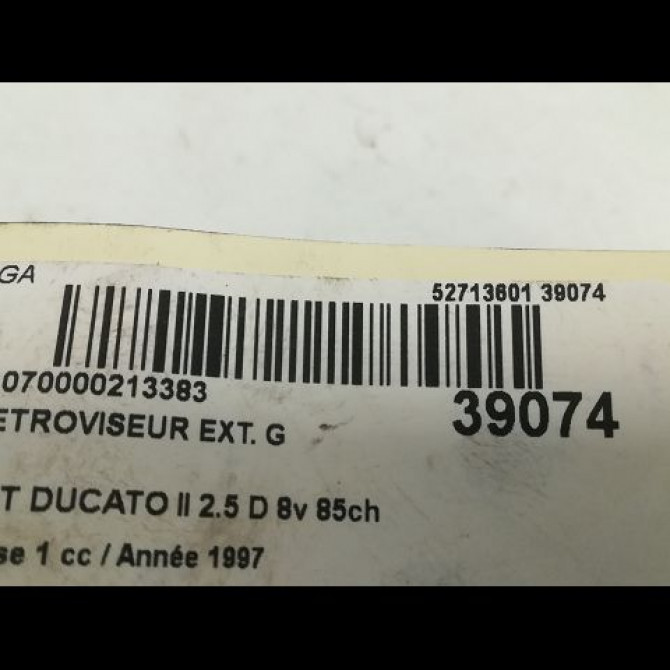 GA
52713601 39074
070000213383
39074
ETROVISEUR EXT. G
T DUCATO II 2.5 D 8v 85ch
se 1 cc / Année 1997